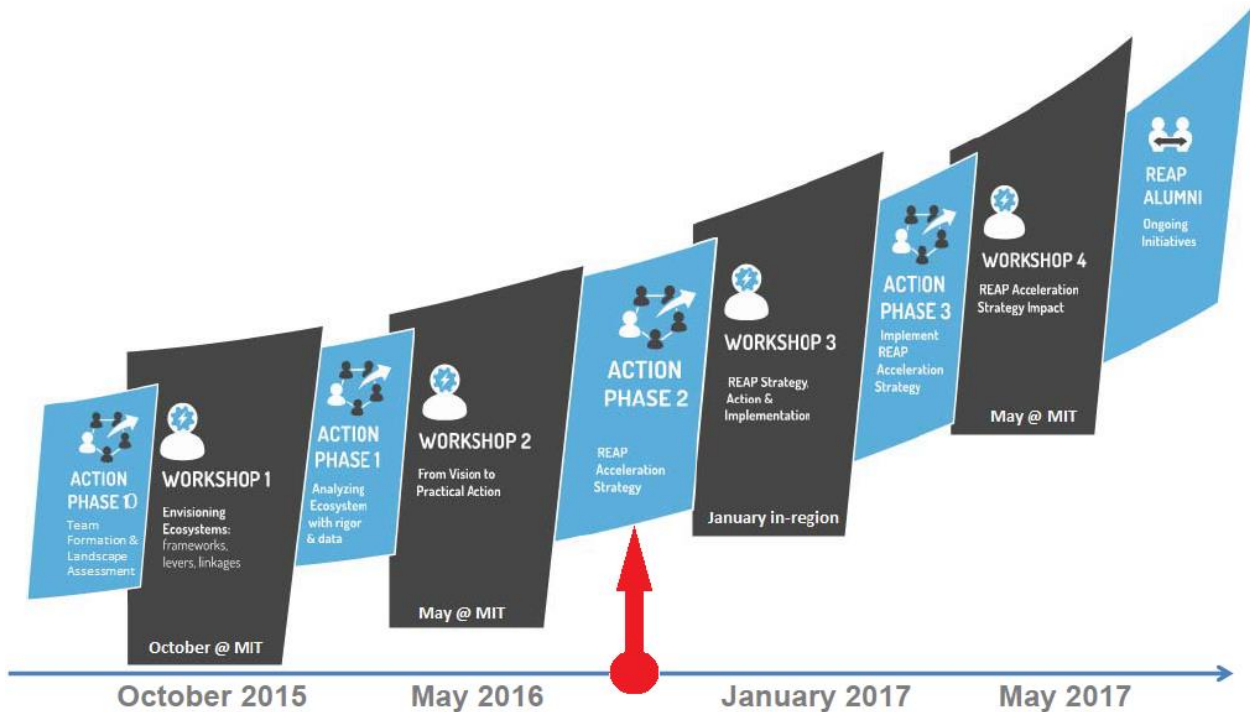 ACTION
PHASE 10
Team
Formation &
Landscape
Assessment
WORKSHOP 1
Envisioning
Ecosystems:
frameworks,
levers, linkages
October @ MIT
ACTION
PHASE 1
Analyzing
Ecosystem
with rigor
& data
WORKSHOP 2
From Vision to
Practical Action
May @ MIT
ACTION
PHASE 2
REAP
Acceleration
Strategy
WORKSHOP 3
REAP Strategy,
Action &
Implementation
January in-region
ACTION
PHASE 3
Implement
REAP
Acceleration
Strategy
WORKSHOP 4
REAP Acceleration
Strategy Impact
May @ MIT
REAP
ALUMNI
Ongoing
Initiatives
October 2015
May 2016
January 2017
May 2017